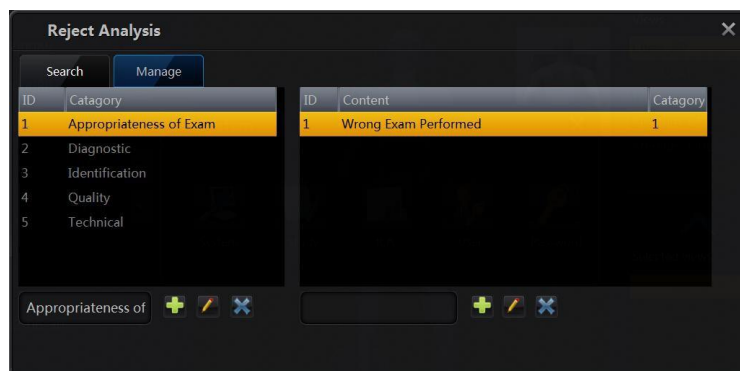 Reject Analysis
Search Manage
ID Catagory
1 Appropriateness of Exam
2 Diagnostic
3 Identification
4 Quality
5 Technical
Appropriateness of
ID Content Catagory
1 Wrong Exam Performed 1